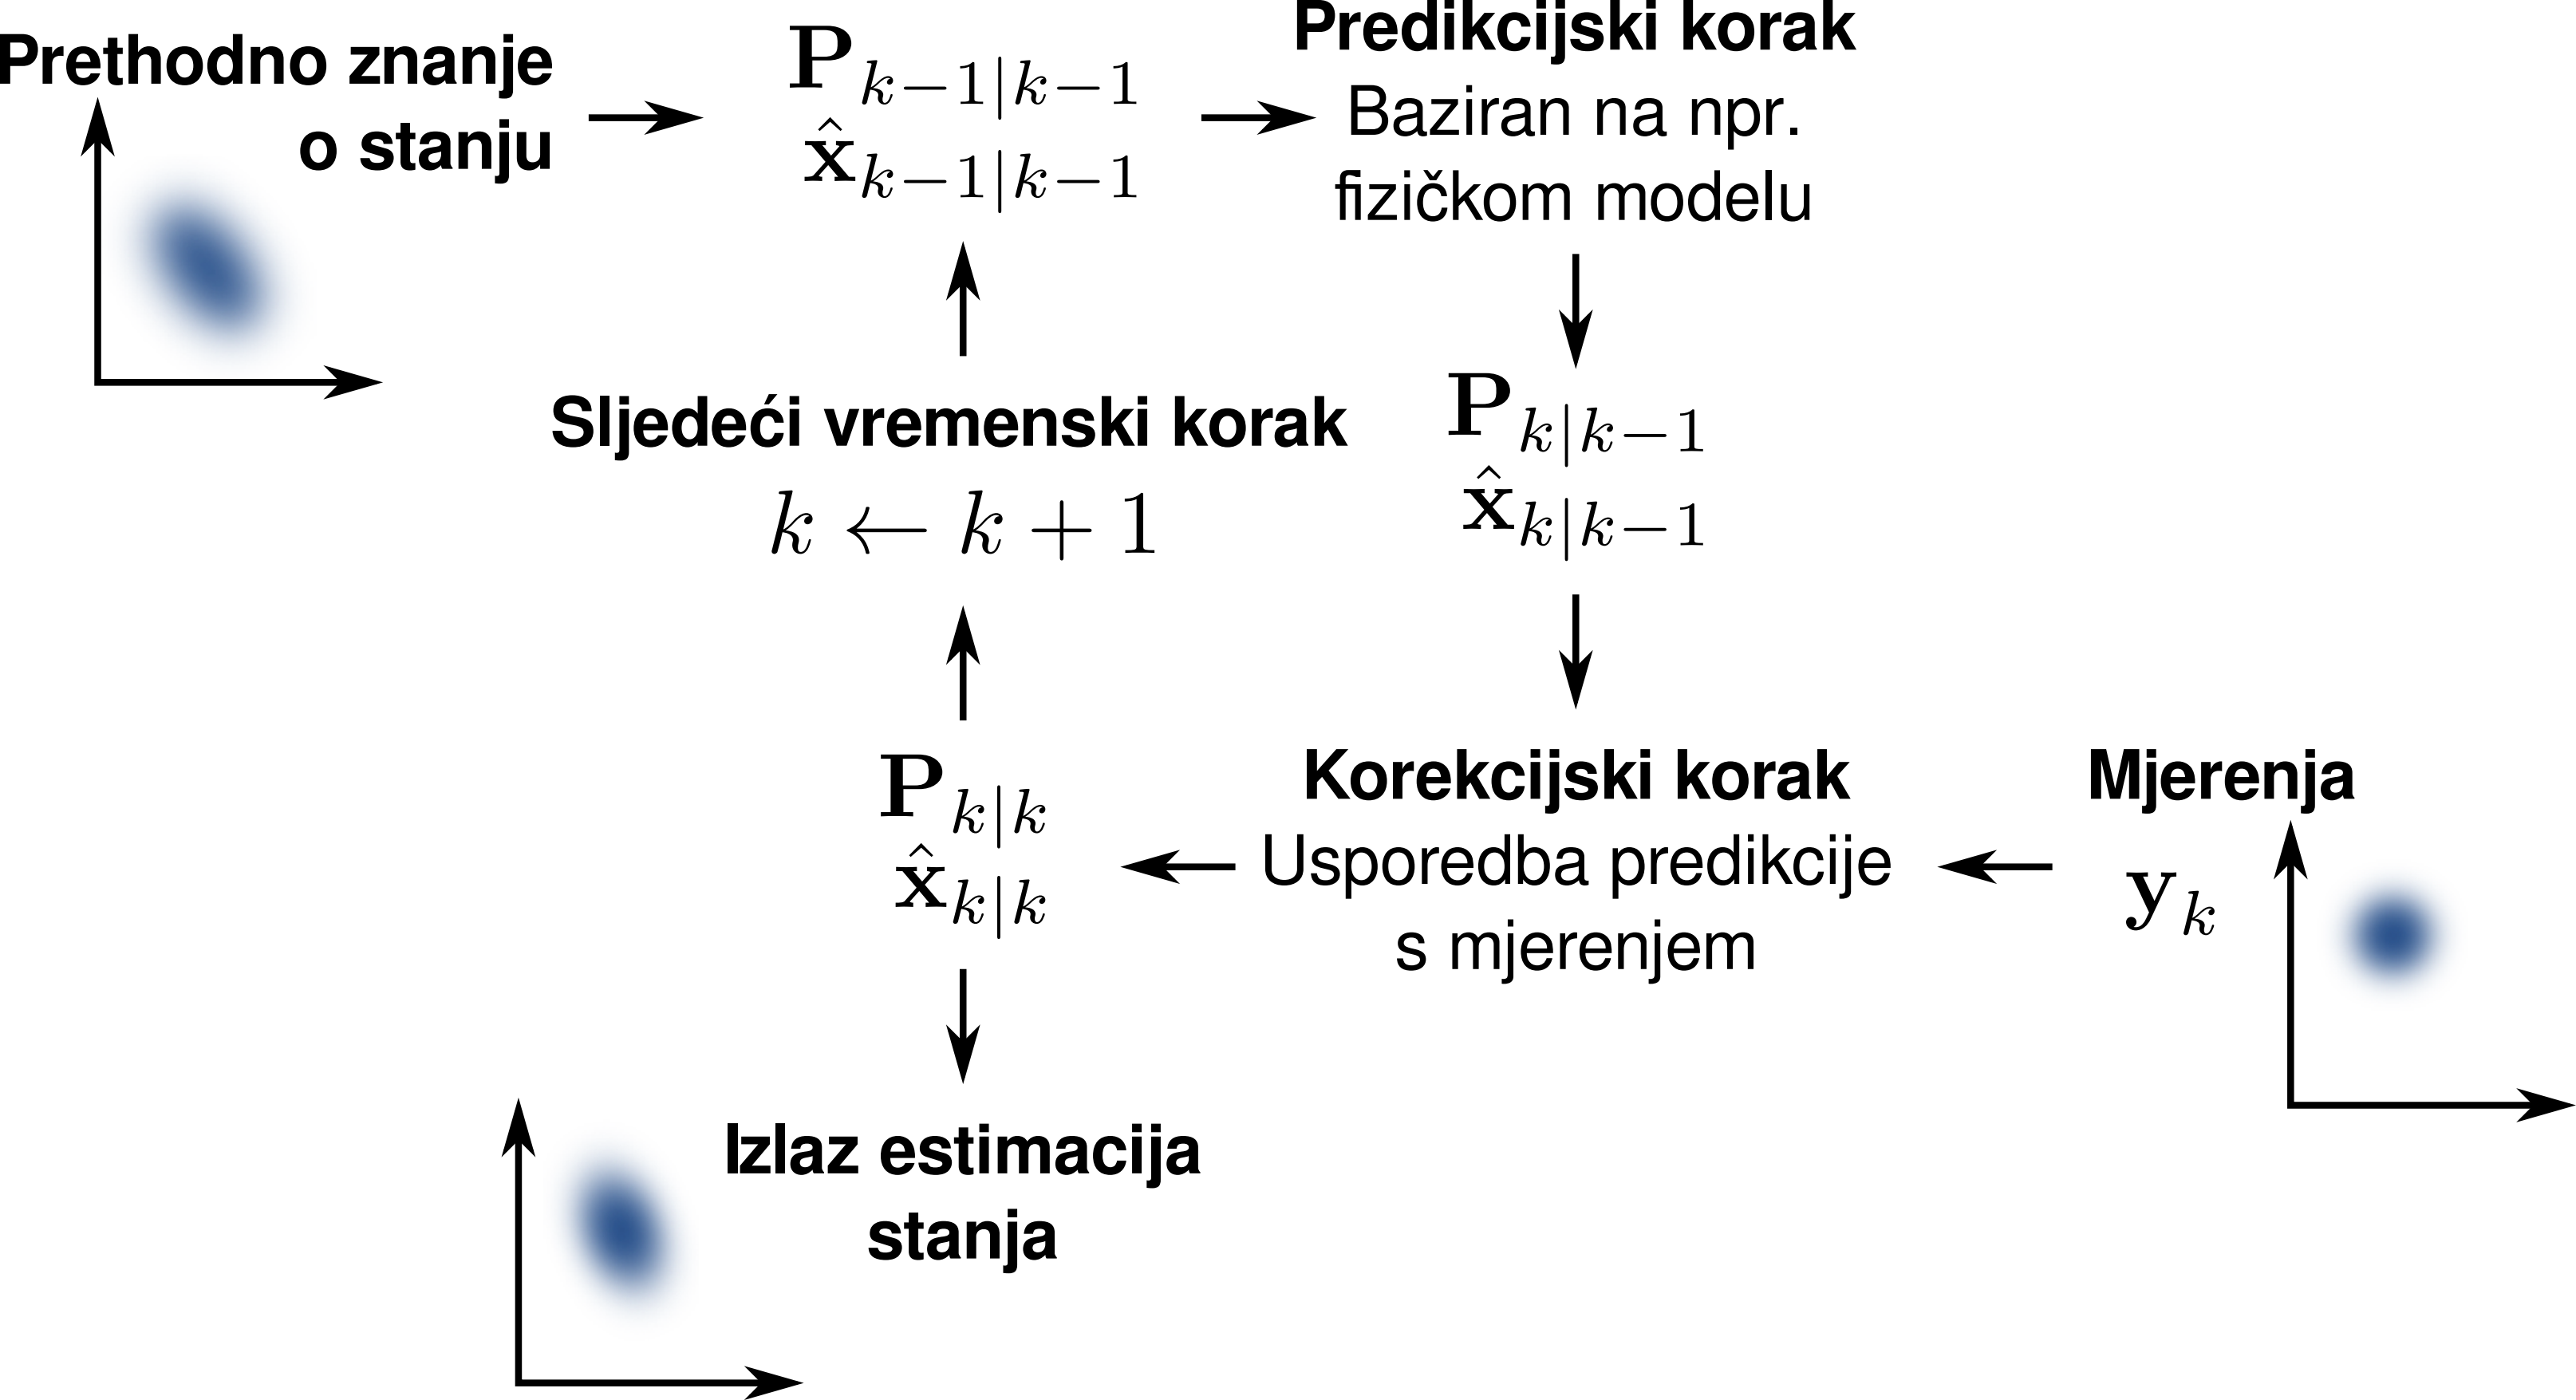 Prethodno znanje
o stanju
P_{k-1|k-1}
x̂_{k-1|k-1}
Predikcijski korak
Baziran na npr.
fizičkom modelu
P_{k|k-1}
x̂_{k|k-1}
Sljedeći vremenski korak
k ← k + 1
Korekcijski korak
Usporedba predikcije
s mjerenjem
Mjerenja
y_k
P_{k|k}
x̂_{k|k}
Izlaz estimacija
stanja